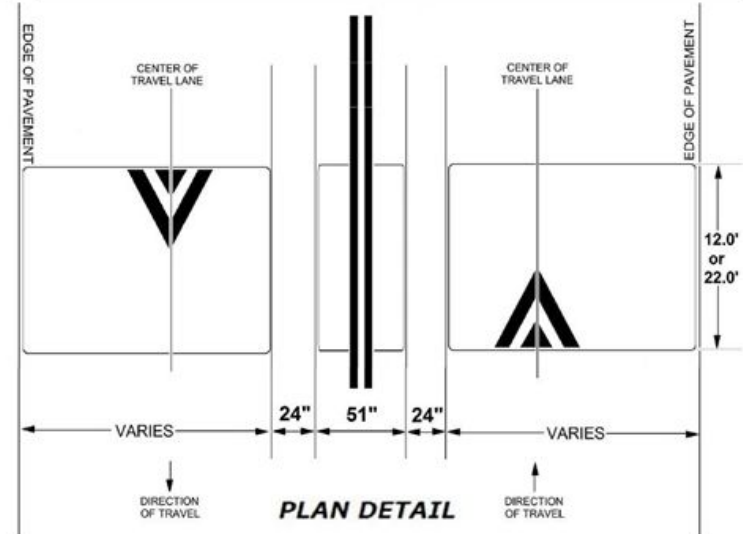 EDGE OF PAVEMENT
CENTER OF
TRAVEL LANE
CENTER OF
TRAVEL LANE
EDGE OF PAVEMENT
12.0'
or
22.0'
24"
51"
24"
VARIES
VARIES
DIRECTION
OF TRAVEL
PLAN DETAIL
DIRECTION
OF TRAVEL